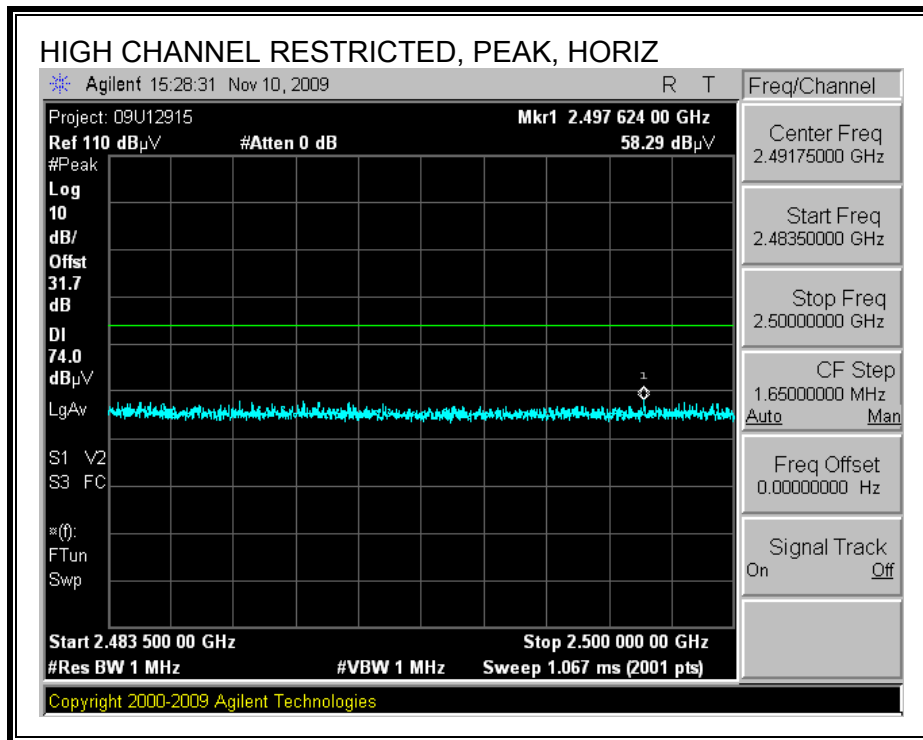 HIGH CHANNEL RESTRICTED, PEAK, HORIZ
Agilent 15:28:31 Nov 10, 2009 R T
Freq/Channel
Project: 09U12915 Mkr1 2.497 624 00 GHz
Ref 110 dBµV #Atten 0 dB 58.29 dBµV
#Peak
Log
10
dB/
Offst
31.7
dB
DI
74.0
dBµV
LgAv
S1 V2
S3 FC
¤(f):
FTun
Swp
1
Start 2.483 500 00 GHz Stop 2.500 000 00 GHz
#Res BW 1 MHz #VBW 1 MHz Sweep 1.067 ms (2001 pts)
Center Freq
2.49175000 GHz
Start Freq
2.48350000 GHz
Stop Freq
2.50000000 GHz
CF Step
1.65000000 MHz
Auto Man
Freq Offset
0.00000000 Hz
Signal Track
On Off
Copyright 2000-2009 Agilent Technologies